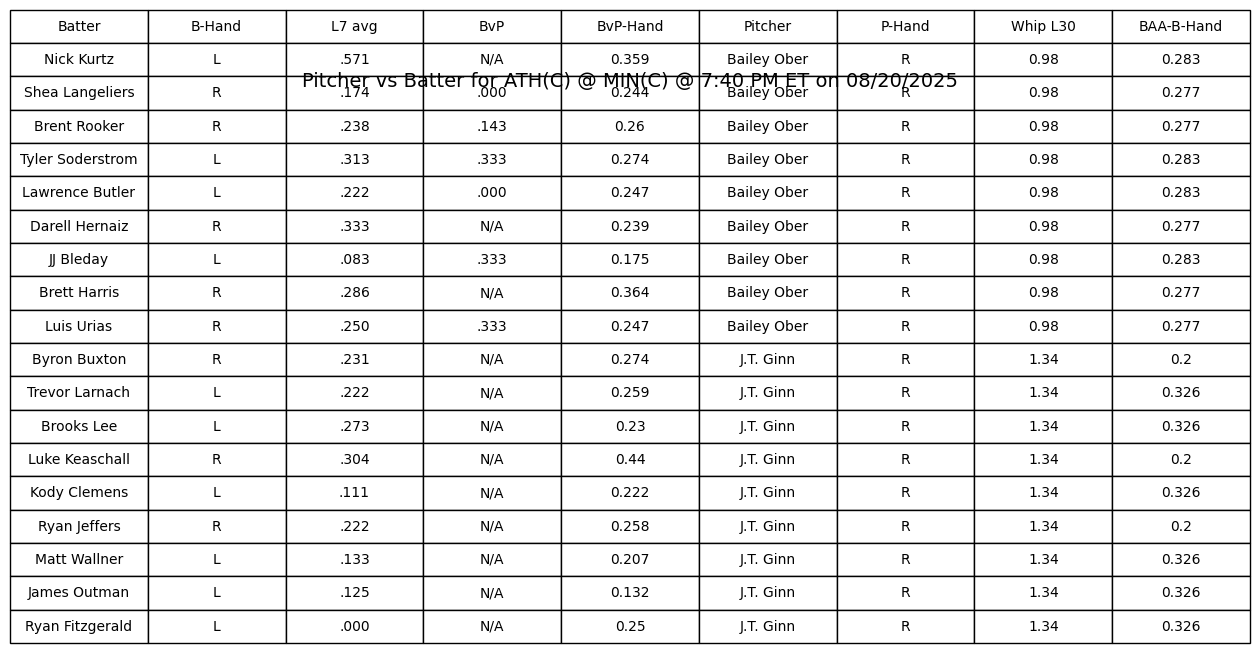 Batter B-Hand L7 avg BvP BvP-Hand Pitcher P-Hand Whip L30 BAA-B-Hand
Nick Kurtz L .571 N/A 0.359 Bailey Ober R 0.98 0.283
Pitcher vs Batter for ATH(C) @ MIN(C) @ 7:40 PM ET on 08/20/2025
Shea Langeliers R .174 .000 0.244 Bailey Ober R 0.98 0.277
Brent Rooker R .238 .143 0.26 Bailey Ober R 0.98 0.277
Tyler Soderstrom L .313 .333 0.274 Bailey Ober R 0.98 0.283
Lawrence Butler L .222 .000 0.247 Bailey Ober R 0.98 0.283
Darell Hernaiz R .333 N/A 0.239 Bailey Ober R 0.98 0.277
JJ Bleday L .083 .333 0.175 Bailey Ober R 0.98 0.283
Brett Harris R .286 N/A 0.364 Bailey Ober R 0.98 0.277
Luis Urias R .250 .333 0.247 Bailey Ober R 0.98 0.277
Byron Buxton R .231 N/A 0.274 J.T. Ginn R 1.34 0.2
Trevor Larnach L .222 N/A 0.259 J.T. Ginn R 1.34 0.326
Brooks Lee L .273 N/A 0.23 J.T. Ginn R 1.34 0.326
Luke Keaschall R .304 N/A 0.44 J.T. Ginn R 1.34 0.2
Kody Clemens L .111 N/A 0.222 J.T. Ginn R 1.34 0.326
Ryan Jeffers R .222 N/A 0.258 J.T. Ginn R 1.34 0.2
Matt Wallner L .133 N/A 0.207 J.T. Ginn R 1.34 0.326
James Outman L .125 N/A 0.132 J.T. Ginn R 1.34 0.326
Ryan Fitzgerald L .000 N/A 0.25 J.T. Ginn R 1.34 0.326